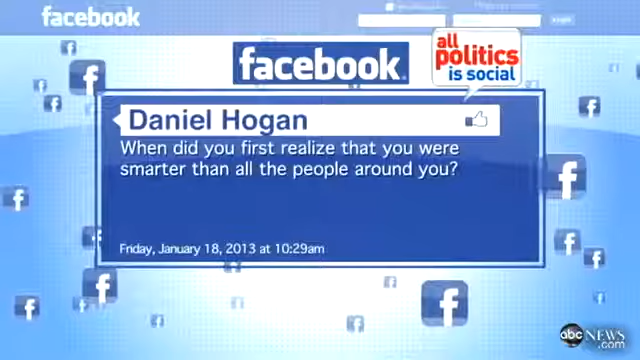 facebook
facebook
all
politics
is social
Daniel Hogan
When did you first realize that you were
smarter than all the people around you?
Friday, January 18, 2013 at 10:29am
abc NEWS
.com